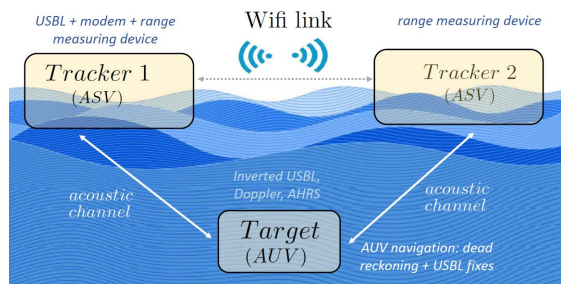 USBL + modem + range
measuring device
Wifi link
range measuring device
Tracker 1
(ASV)
Tracker 2
(ASV)
acoustic
channel
Inverted USBL,
Doppler, AHRS
acoustic
channel
Target
(AUV)
AUV navigation: dead
reckoning + USBL fixes